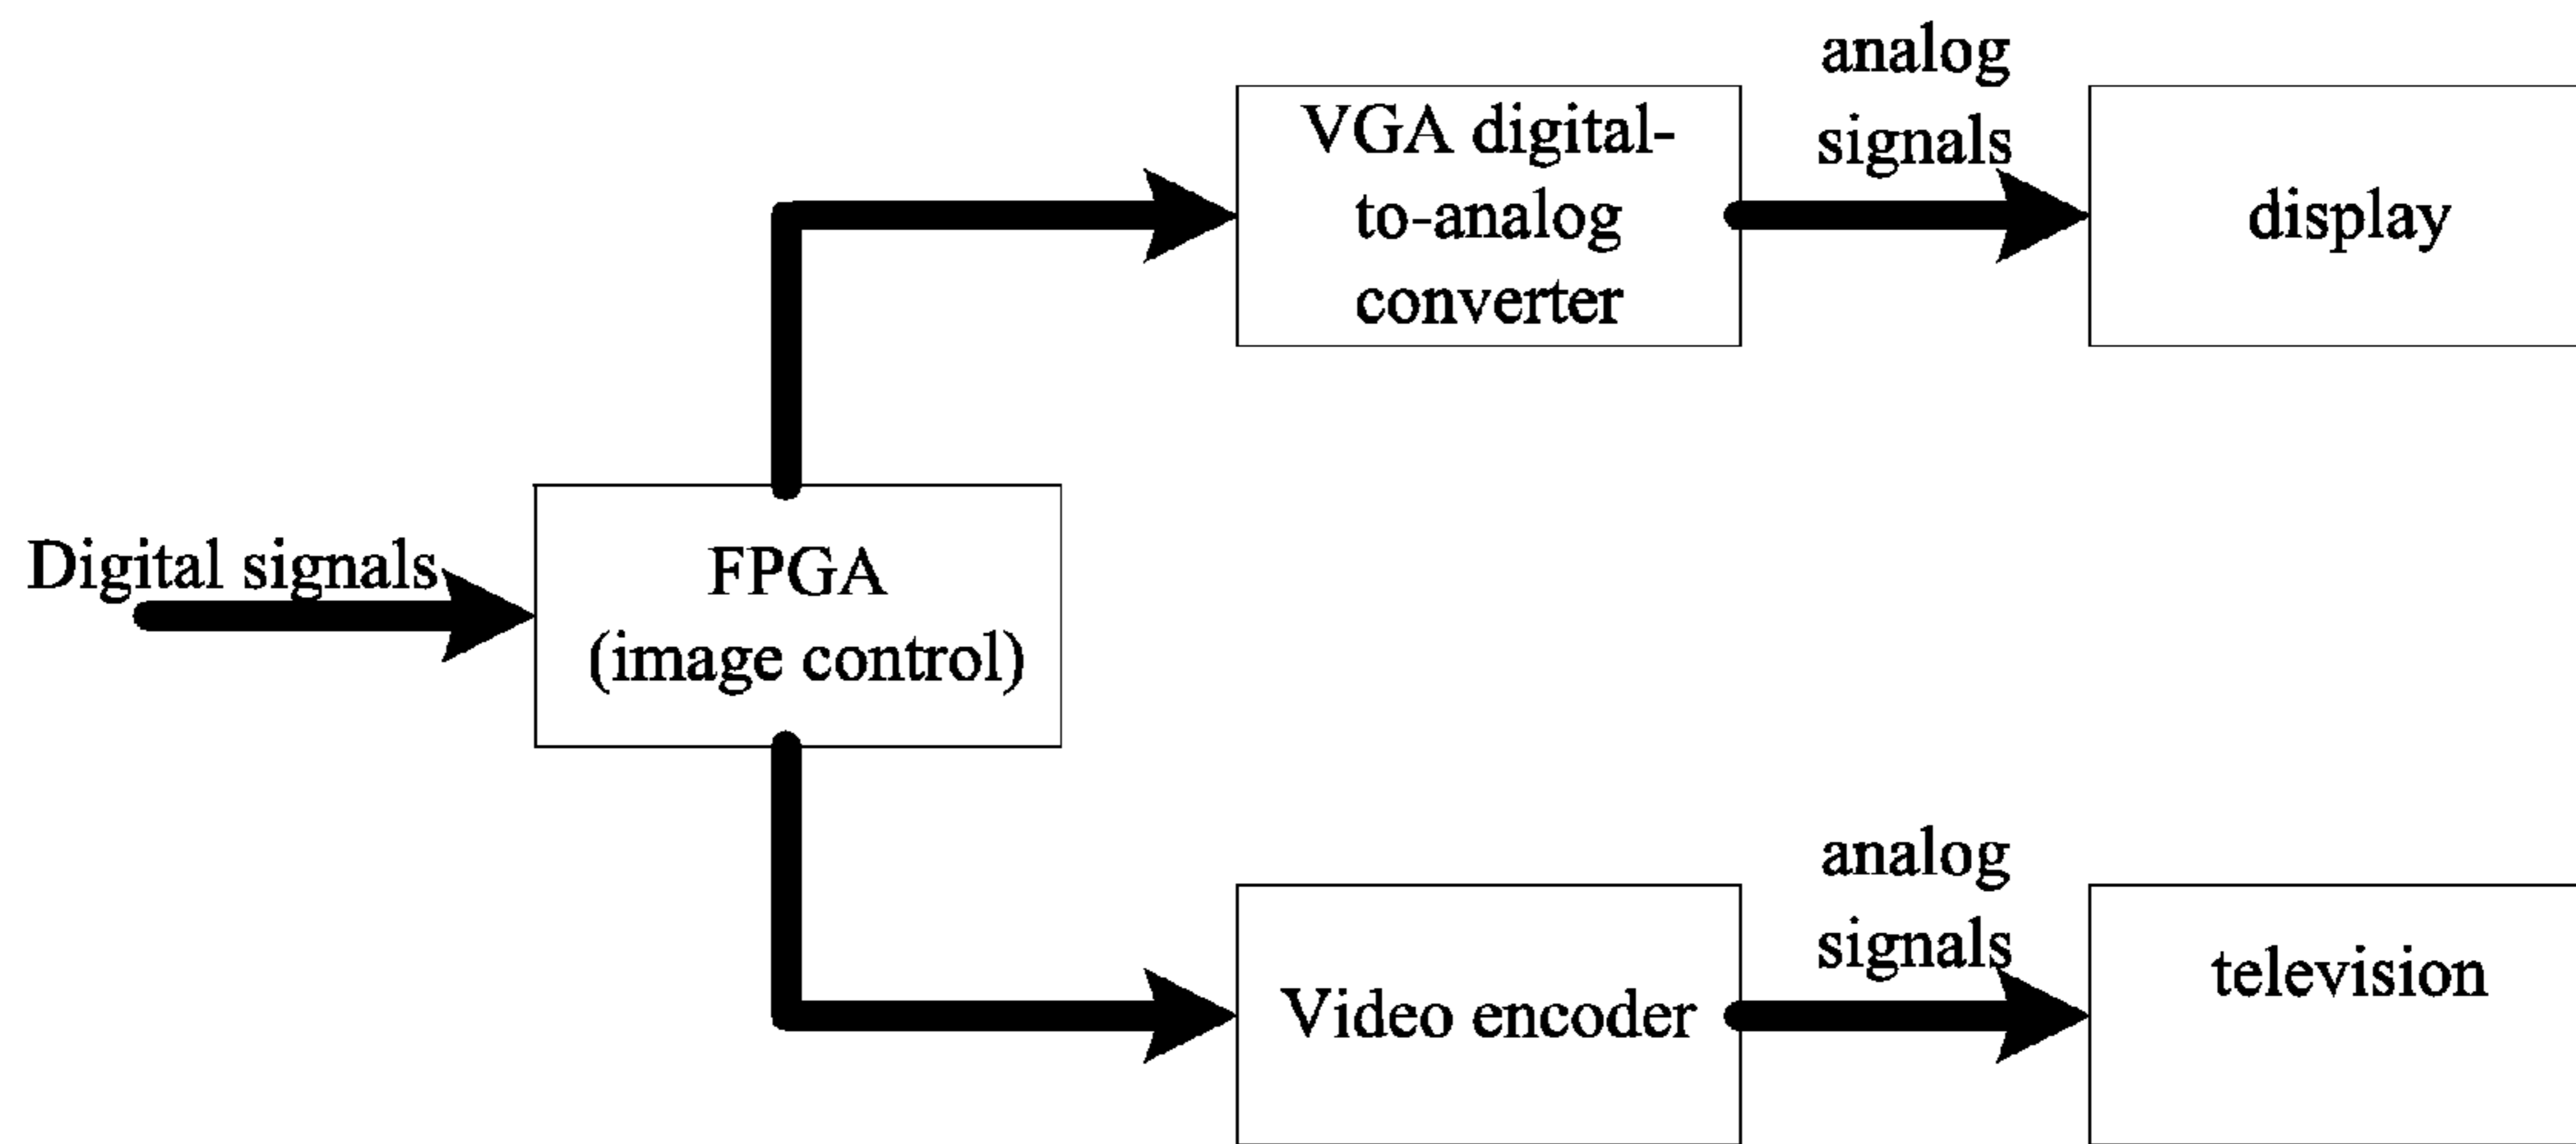 analog
signals
VGA digital-
to-analog
converter
display
Digital signals
FPGA
(image control)
analog
signals
Video encoder
television